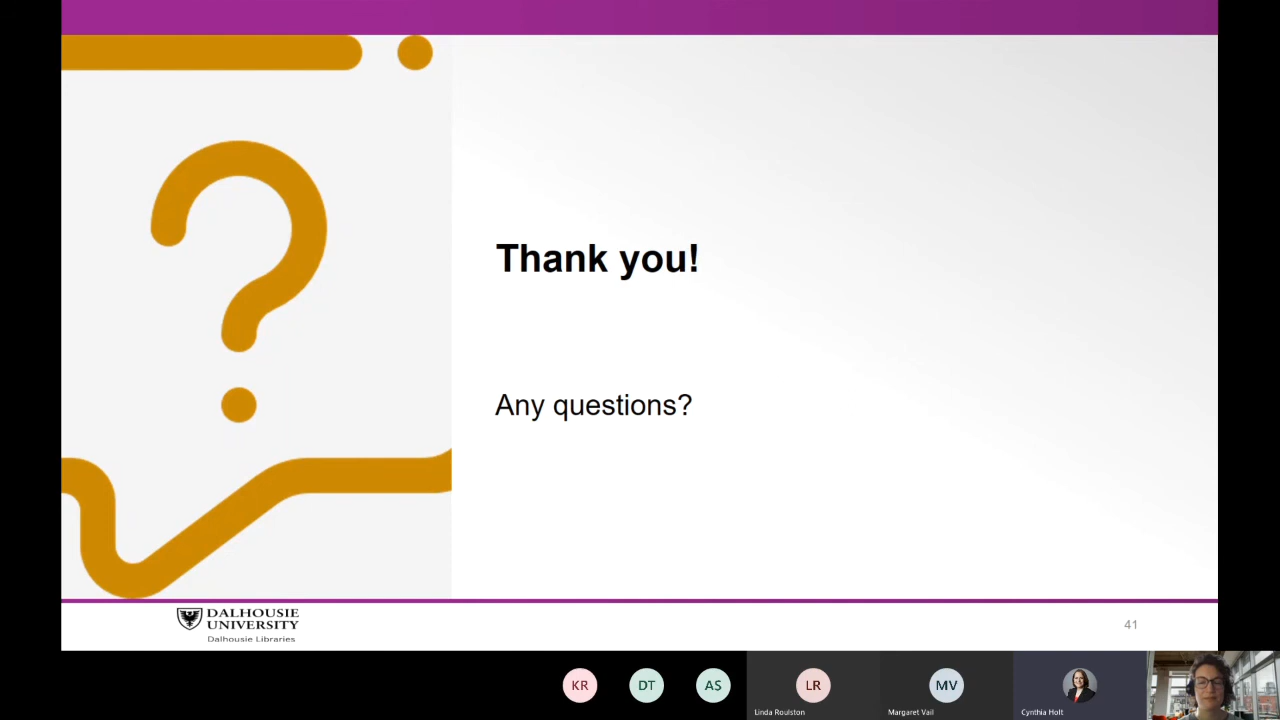 Thank you!
Any questions?
DALHOUSIE
UNIVERSITY
Dalhousie Libraries
41
KR
DT
AS
LR
MV
Linda Roulston
Margaret Vail
Cynthia Holt